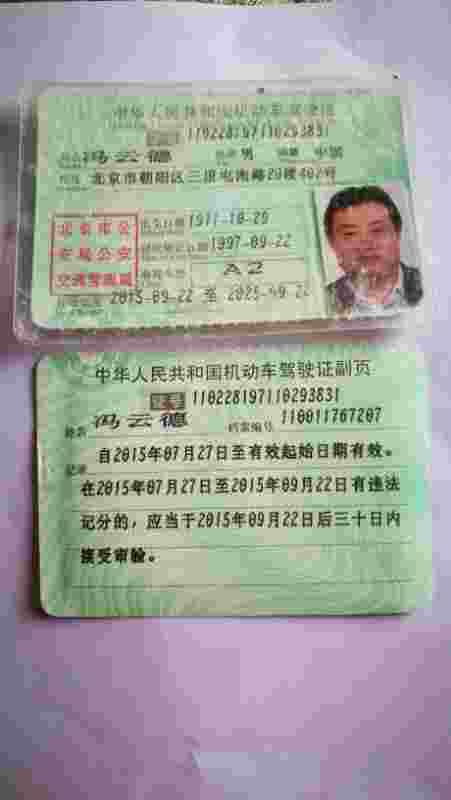 中华人民共和国机动车驾驶证
证号 110228197110293831
姓名 冯云德 性别 男 国籍 中国
住址 北京市朝阳区三里屯南路29楼402号
北京市公
安局公安
交通管理局
出生日期 1971-10-29
初次领证日期 1997-09-22
准驾车型 A2
有效期限 2015-09-22 至 2025-09-22
中华人民共和国机动车驾驶证副页
证号 110228197110293831
姓名 冯云德 档案编号 110011767207
记录 自2015年07月27日至有效起始日期有效。
在2015年07月27日至2015年09月22日有违法
记分的，应当于2015年09月22日后三十日内
接受审验。